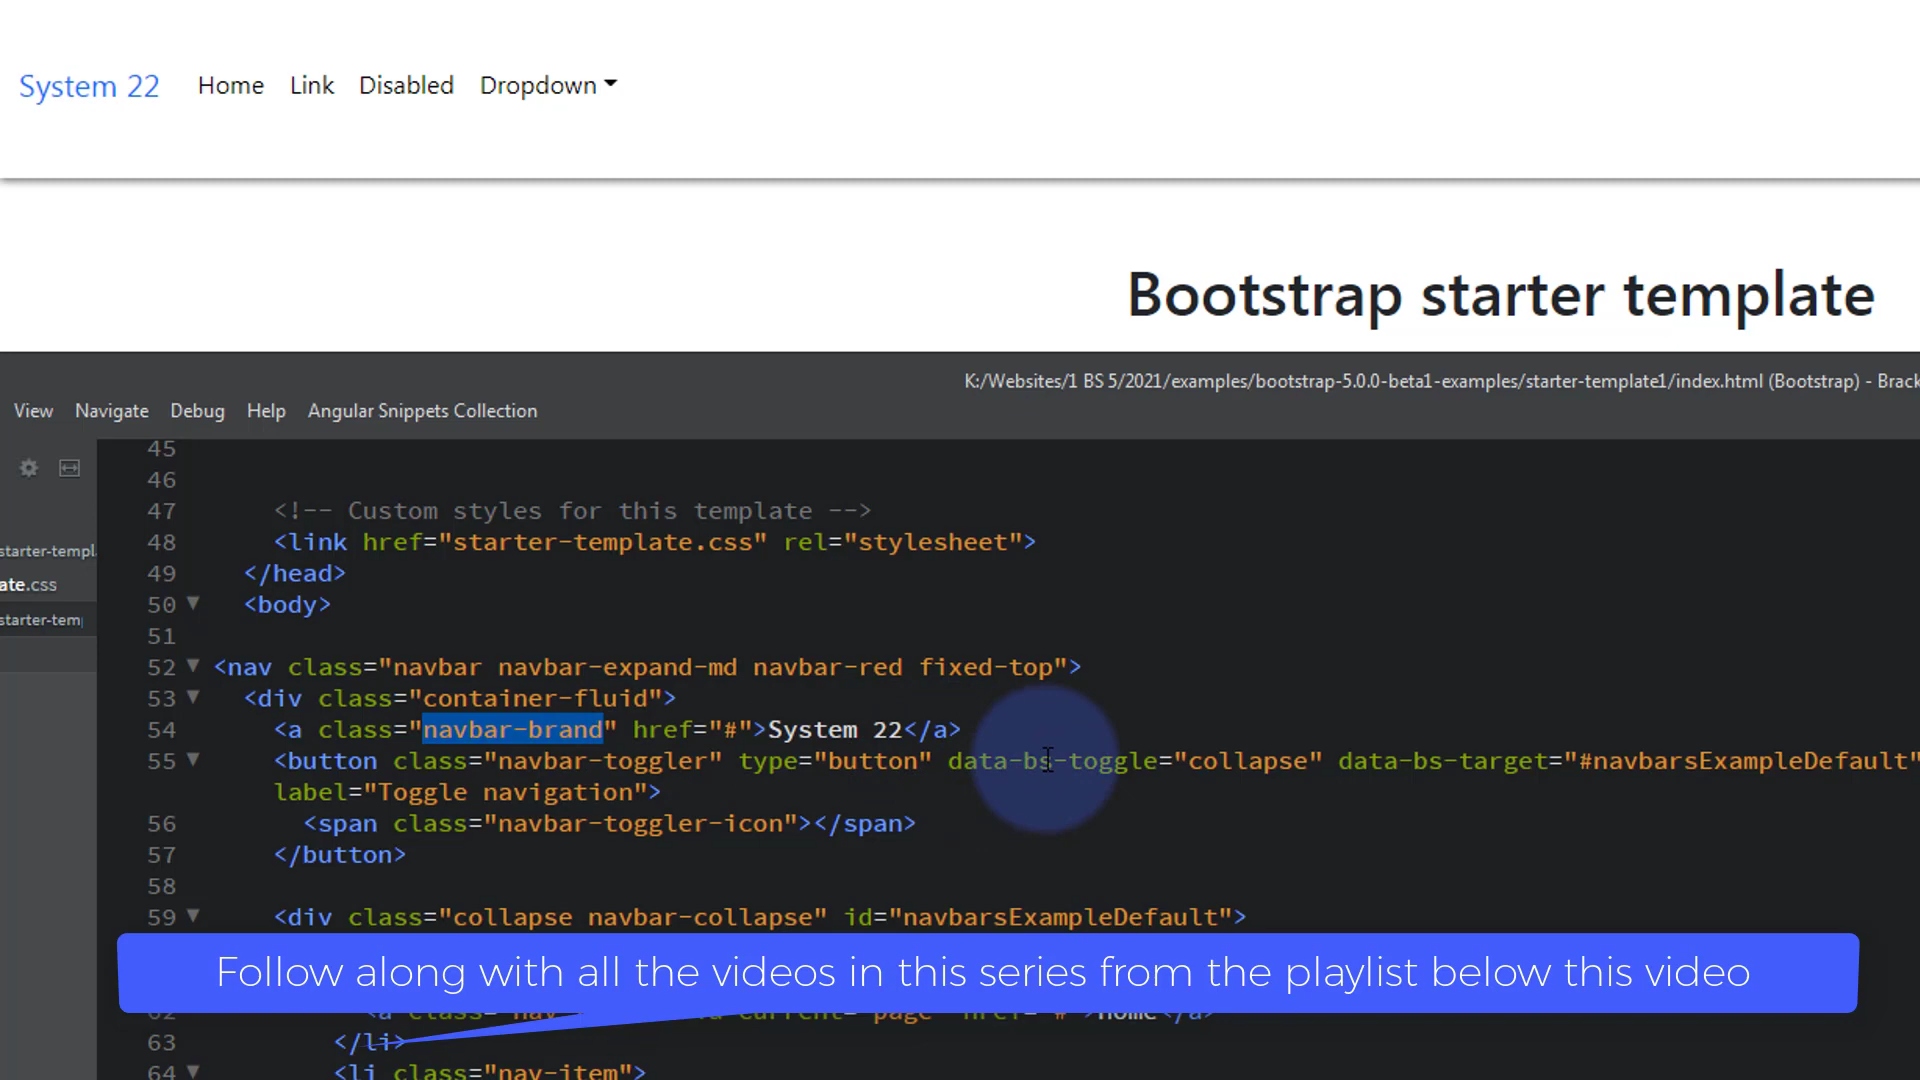 System 22 Home Link Disabled Dropdown
Bootstrap starter template
K:/Websites/1 BS 5/2021/examples/bootstrap-5.0.0-beta1-examples/starter-template1/index.html (Bootstrap) - Brack
View Navigate Debug Help Angular Snippets Collection
45
46
47 <!-- Custom styles for this template -->
48 <link href="starter-template.css" rel="stylesheet">
starter-templ
49 </head>
ate.css
50 <body>
starter-tem
51
52 <nav class="navbar navbar-expand-md navbar-red fixed-top">
53 <div class="container-fluid">
54 <a class="navbar-brand" href="#">System 22</a>
55 <button class="navbar-toggler" type="button" data-bs-toggle="collapse" data-bs-target="#navbarsExampleDefault"
label="Toggle navigation">
56 <span class="navbar-toggler-icon"></span>
57 </button>
58
59 <div class="collapse navbar-collapse" id="navbarsExampleDefault">
Follow along with all the videos in this series from the playlist below this video
63 </li>
64 <li class="nav-item">